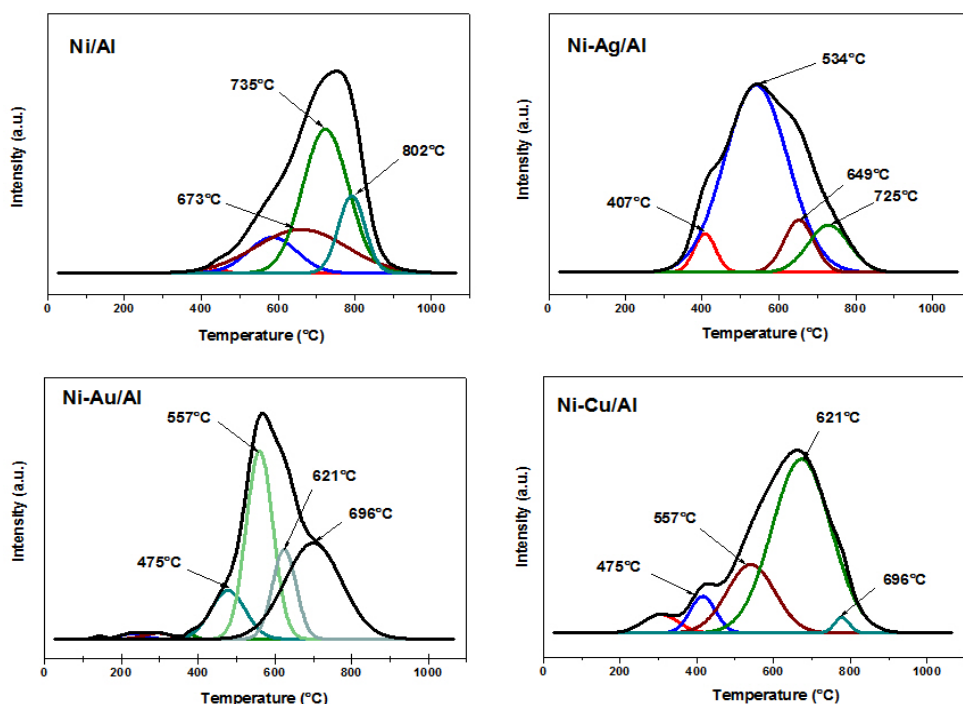 Ni/Al
735°C
802°C
673°C
Intensity (a.u.)
0 200 400 600 800 1000
Temperature (°C)
Ni-Ag/Al
534°C
649°C
407°C
725°C
Intensity (a.u.)
0 200 400 600 800 1000
Temperature (°C)
Ni-Au/Al
557°C
621°C
696°C
475°C
Intensity (a.u.)
0 200 400 600 800 1000
Temperature (°C)
Ni-Cu/Al
621°C
557°C
475°C
696°C
Intensity (a.u.)
0 200 400 600 800 1000
Temperature (°C)